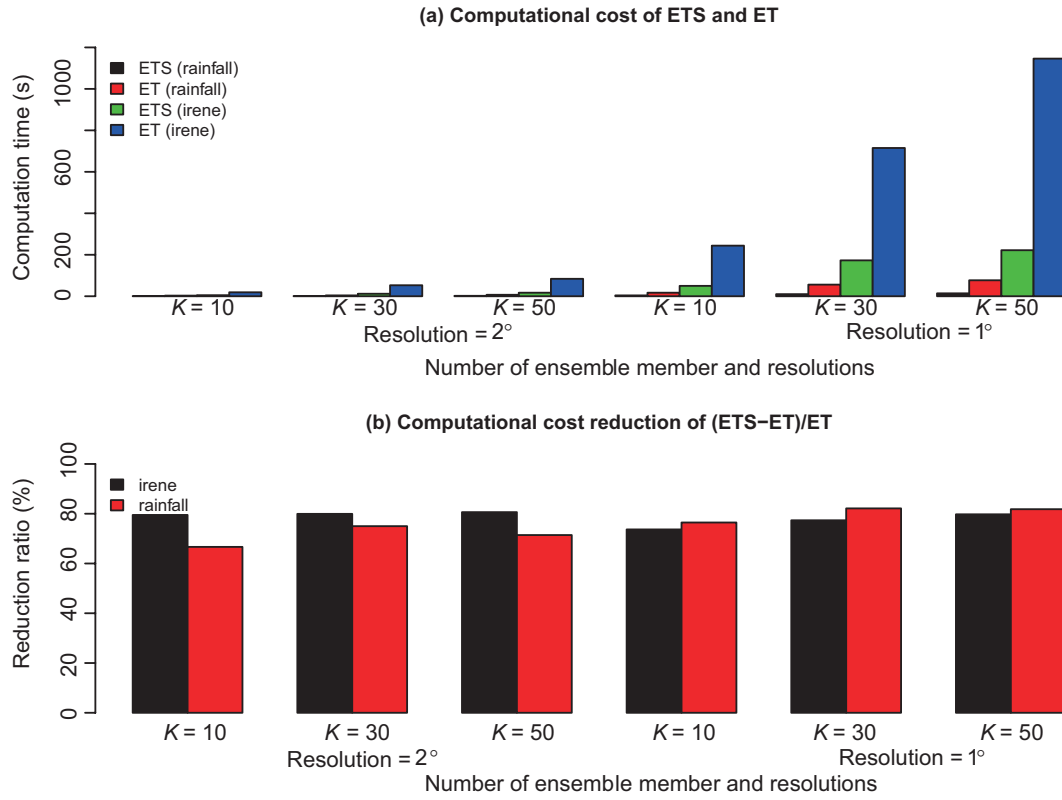 (a) Computational cost of ETS and ET
Computation time (s)
1000
600
200
0
ETS (rainfall)
ET (rainfall)
ETS (irene)
ET (irene)
K = 10 K = 30 K = 50 K = 10 K = 30 K = 50
Resolution = 2° Resolution = 1°
Number of ensemble member and resolutions
(b) Computational cost reduction of (ETS−ET)/ET
Reduction ratio (%)
100
80
60
40
20
0
irene
rainfall
K = 10 K = 30 K = 50 K = 10 K = 30 K = 50
Resolution = 2° Resolution = 1°
Number of ensemble member and resolutions